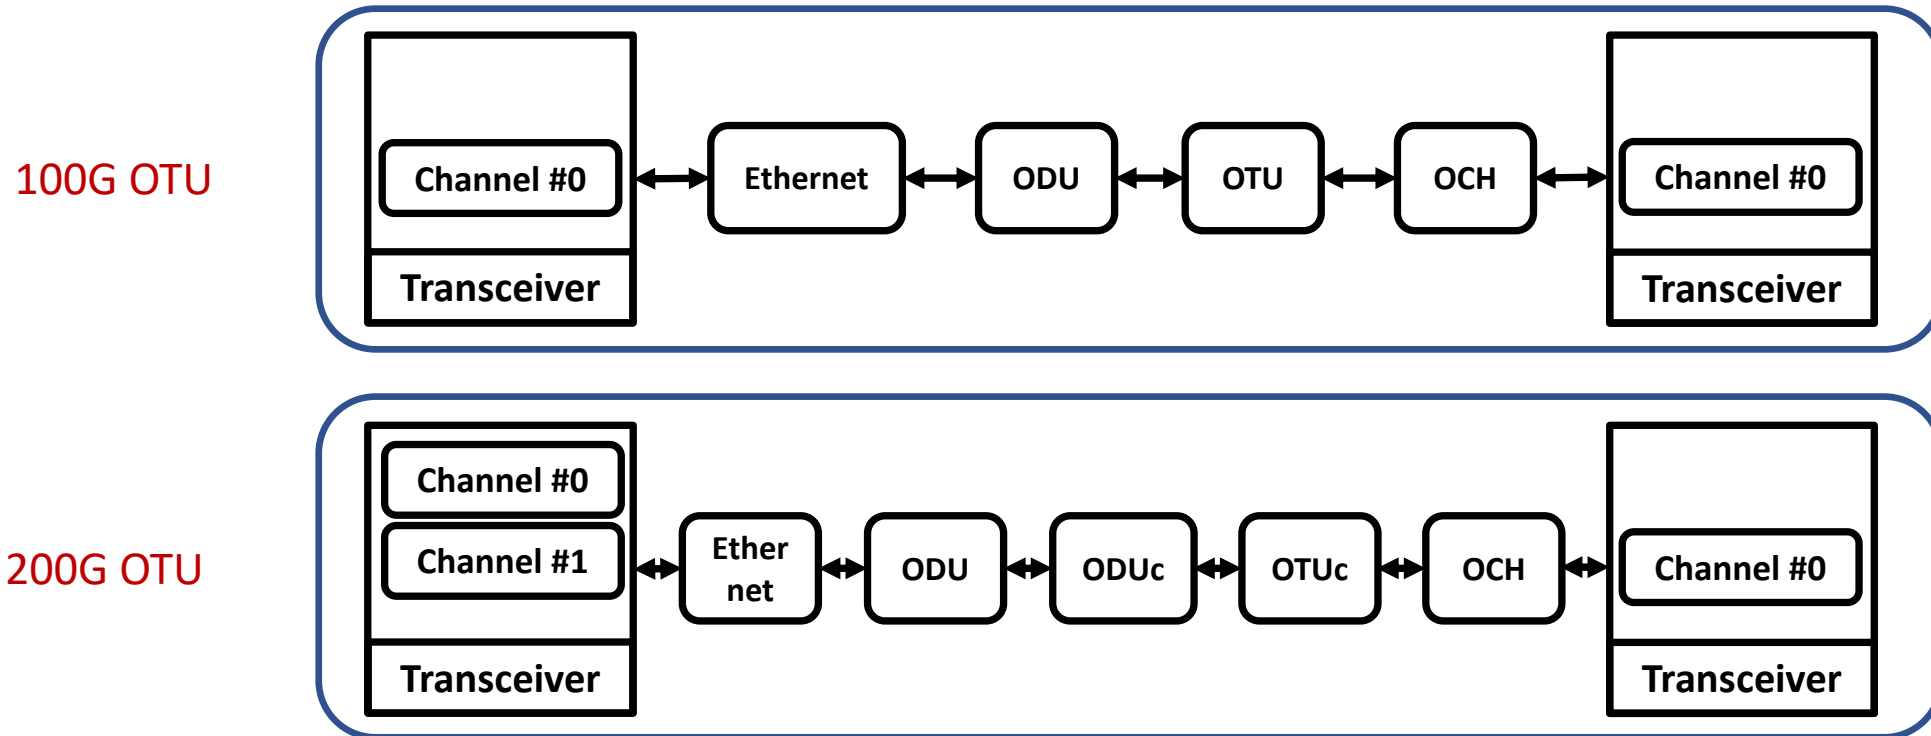 100G OTU
Channel #0
Transceiver
Ethernet
ODU
OTU
OCH
Channel #0
Transceiver
200G OTU
Channel #0
Channel #1
Transceiver
Ether
net
ODU
ODUc
OTUc
OCH
Channel #0
Transceiver